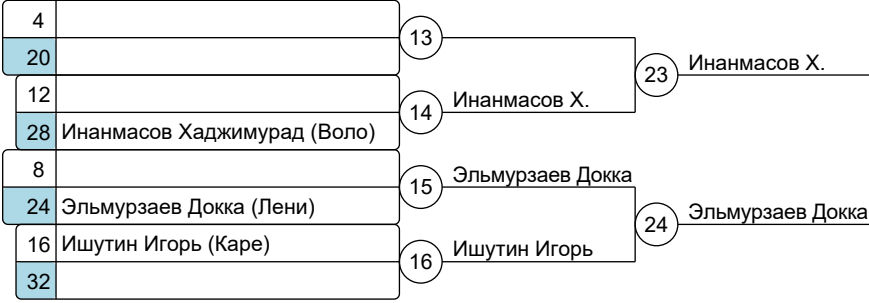 4
13
20
23 Инанмасов Х.
12
14 Инанмасов Х.
28 Инанмасов Хаджимурад (Воло)
8
15 Эльмурзаев Докка
24 Эльмурзаев Докка (Лени)
24 Эльмурзаев Докка
16 Ишутин Игорь (Каре)
16 Ишутин Игорь
32